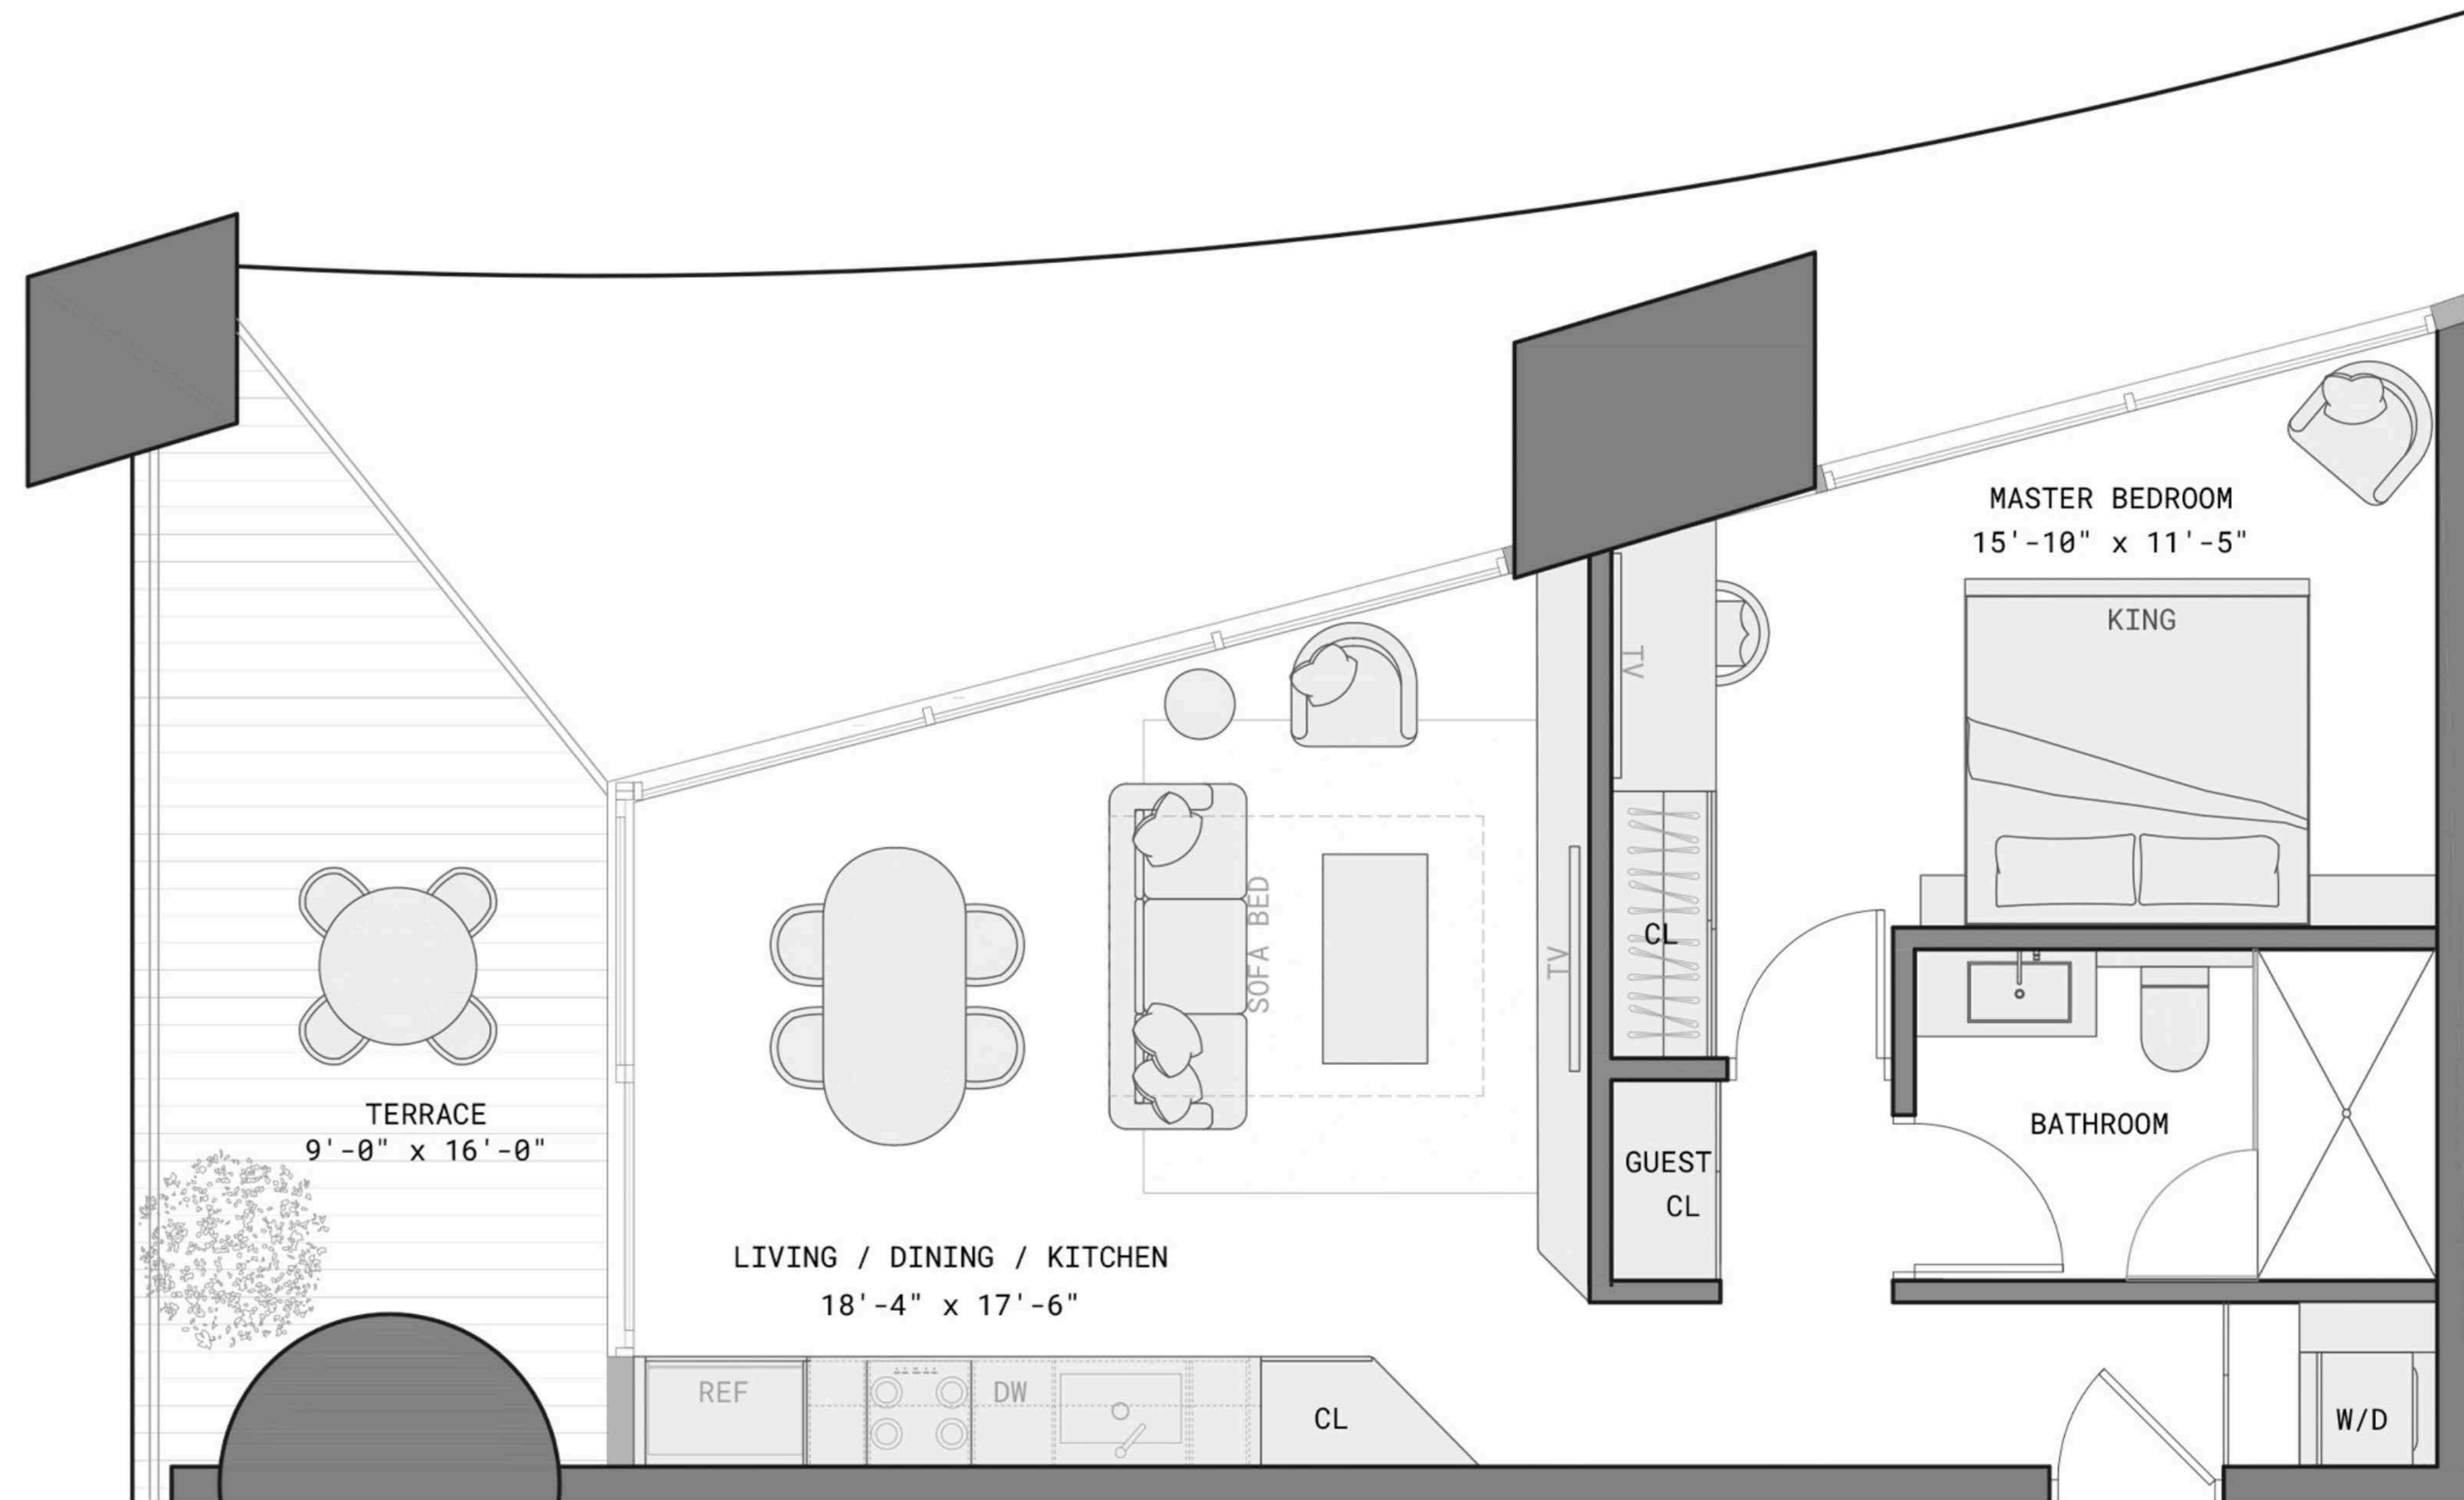 MASTER BEDROOM
15'-10" x 11'-5"
KING
TV
SOFA BED
TV
CL
TERRACE
9'-0" x 16'-0"
BATHROOM
GUEST
CL
LIVING / DINING / KITCHEN
18'-4" x 17'-6"
REF
DW
CL
W/D